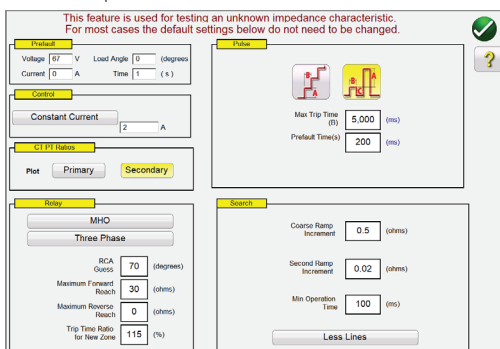 This feature is used for testing an unknown impedance characteristic.
For most cases the default settings below do not need to be changed.
Prefault
Voltage 67 V Load Angle 0 (degrees
Current 0 A Time 1 ( s )
Control
Constant Current
2 A
CT PT Ratios
Plot Primary Secondary
Pulse
B A
B A C
Max Trip Time (B) 5,000 (ms)
Prefault Time(s) 200 (ms)
?
Relay
MHO
Three Phase
RCA Guess 70 (degrees)
Maximum Forward Reach 30 (ohms)
Maximum Reverse Reach 0 (ohms)
Trip Time Ratio for New Zone 115 (%)
Search
Coarse Ramp Increment 0.5 (ohms)
Second Ramp Increment 0.02 (ohms)
Min Operation Time 100 (ms)
Less Lines